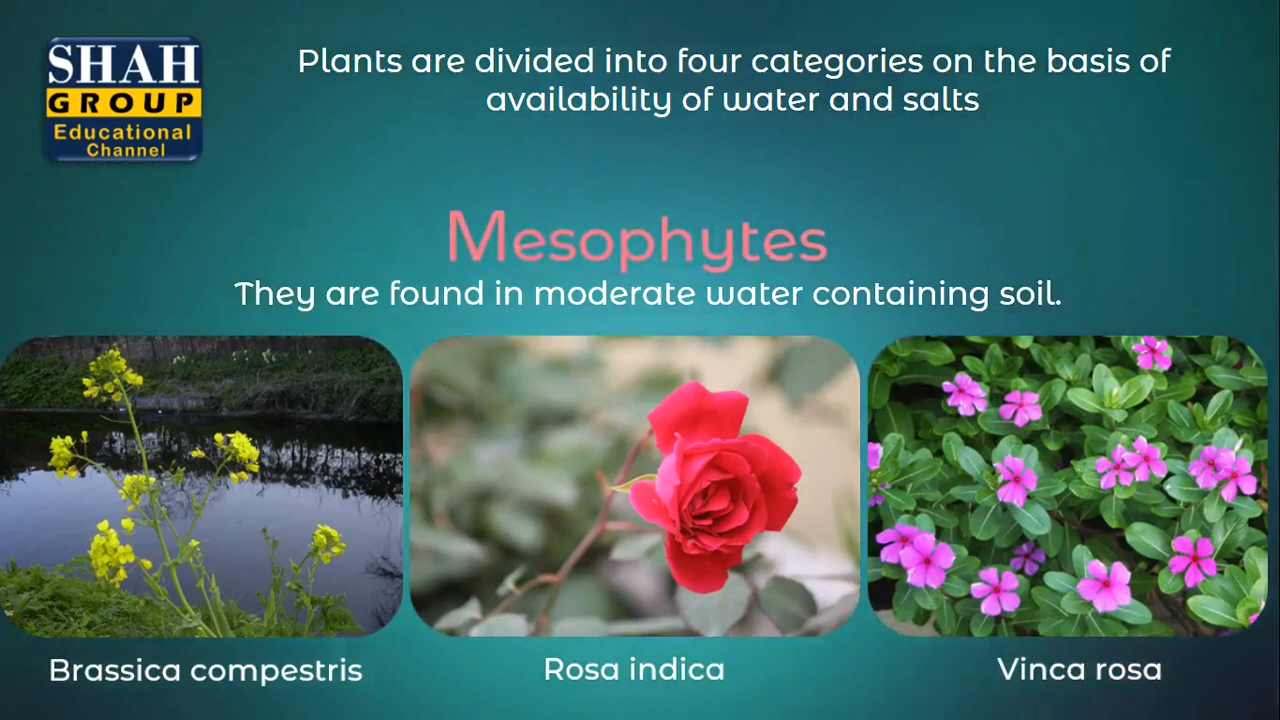 SHAH
GROUP
Educational
Channel
Plants are divided into four categories on the basis of
availability of water and salts
Mesophytes
They are found in moderate water containing soil.
Brassica compestris
Rosa indica
Vinca rosa